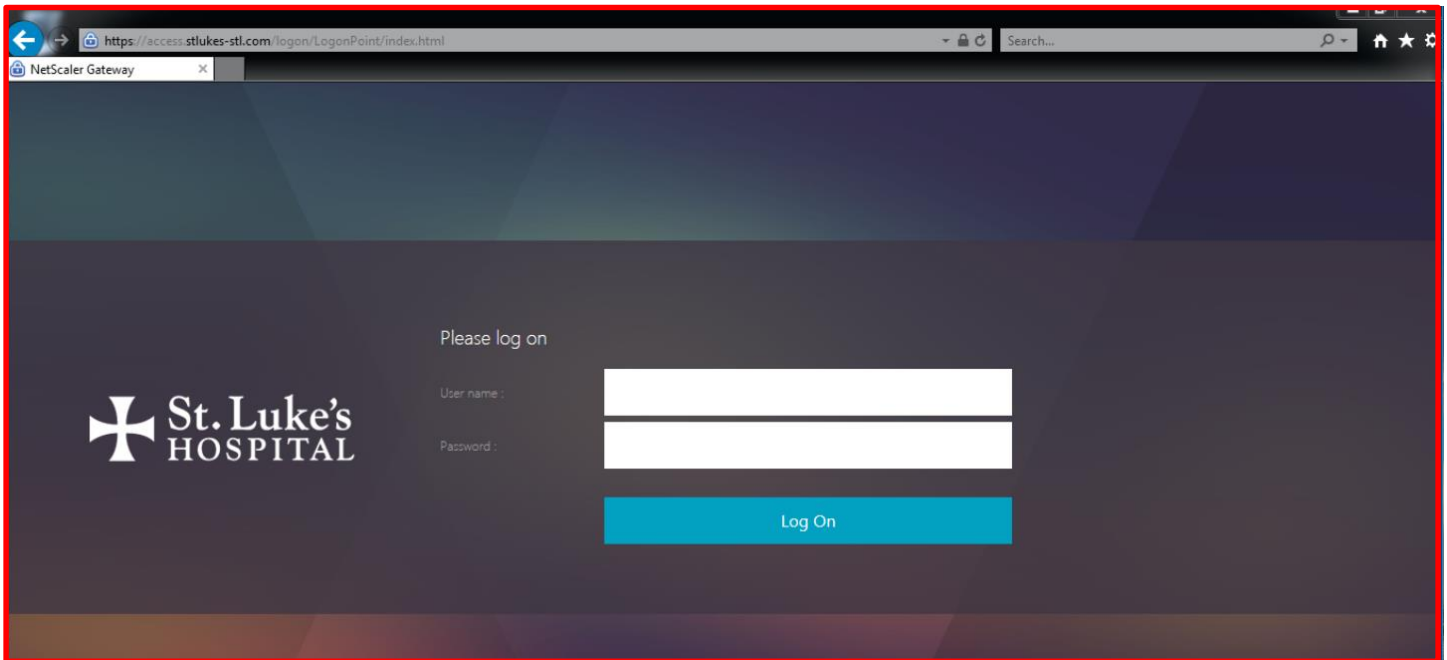 https://access.stlukes-stl.com/logon/LogonPoint/index.html
Search...
NetScaler Gateway
Please log on
User name :
St. Luke's
HOSPITAL
Password :
Log On